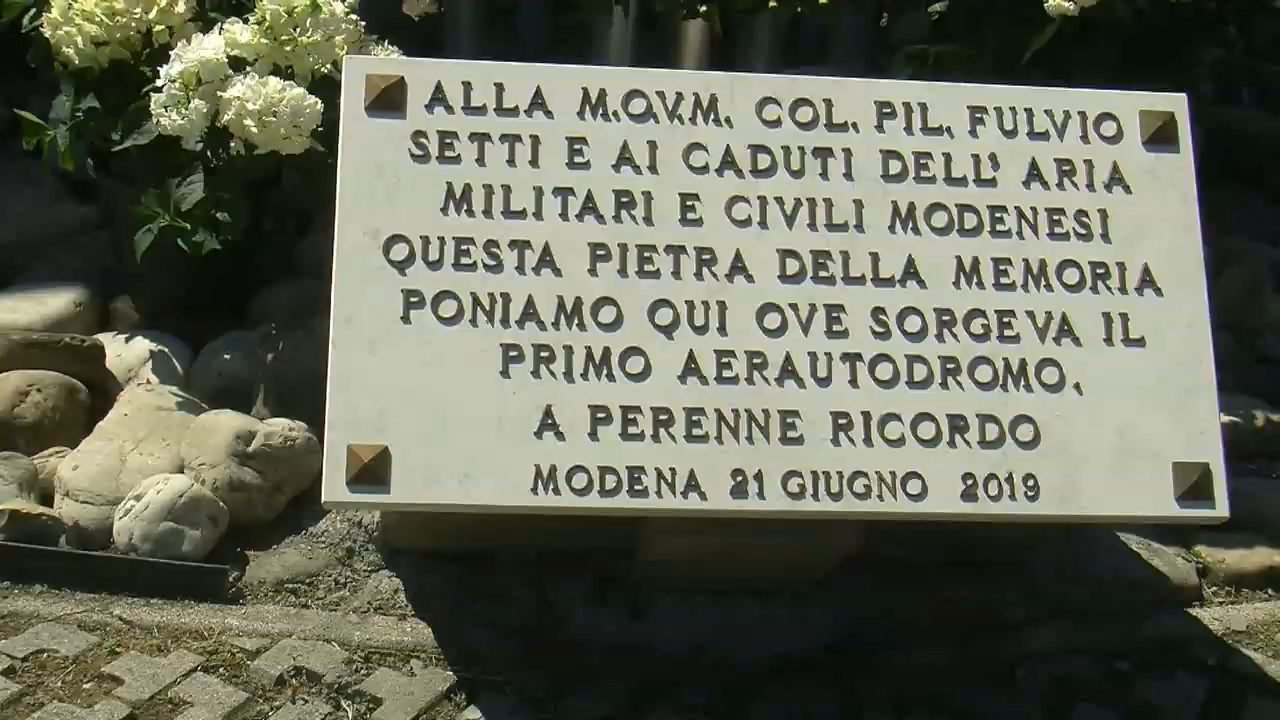 ALLA M.O.V.M. COL. PIL. FULVIO
SETTI E AI CADUTI DELL' ARIA
MILITARI E CIVILI MODENESI
QUESTA PIETRA DELLA MEMORIA
PONIAMO QUI OVE SORGEVA IL
PRIMO AERAUTODROMO,
A PERENNE RICORDO
MODENA 21 GIUGNO 2019